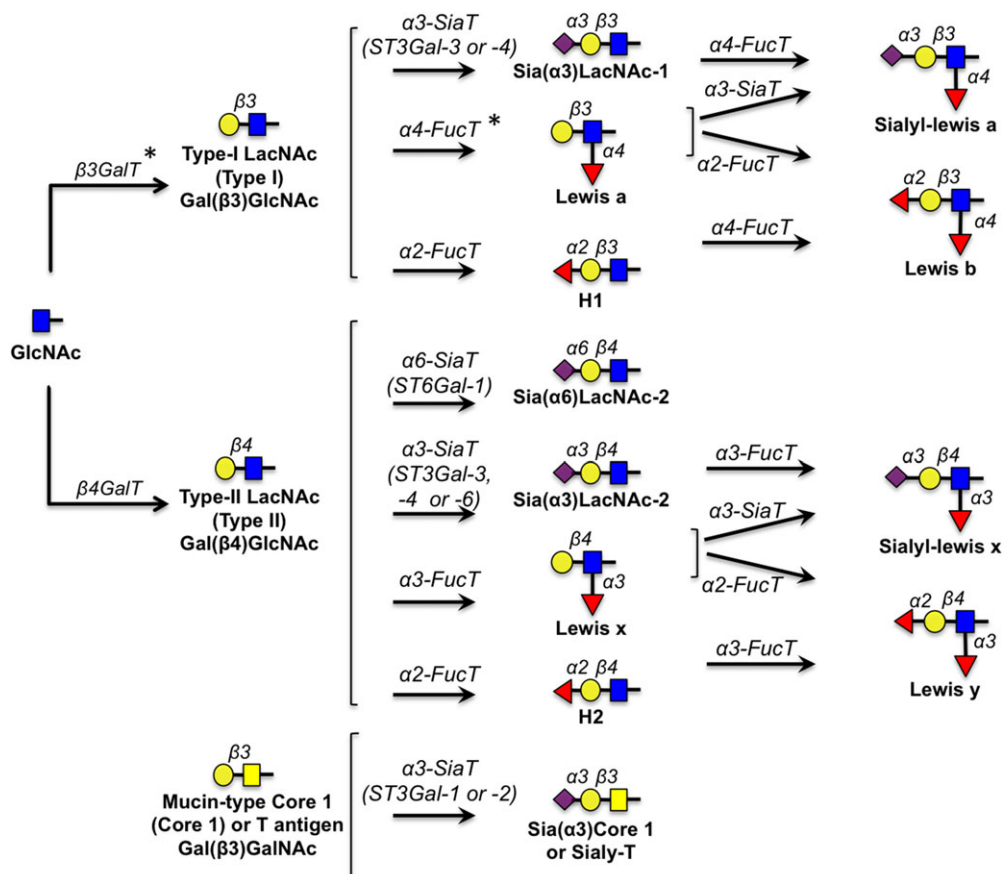 GlcNAc
β3GalT *
β3
Type-I LacNAc
(Type I)
Gal(β3)GlcNAc
α3-SiaT
(ST3Gal-3 or -4)
α3 β3
Sia(α3)LacNAc-1
α4-FucT
α3 β3
α4
Sialyl-lewis a
α4-FucT *
β3
α4
Lewis a
α3-SiaT
α2-FucT
α2-FucT
α2 β3
H1
α4-FucT
α2 β3
α4
Lewis b
β4GalT
β4
Type-II LacNAc
(Type II)
Gal(β4)GlcNAc
α6-SiaT
(ST6Gal-1)
α6 β4
Sia(α6)LacNAc-2
α3-SiaT
(ST3Gal-3,
-4 or -6)
α3 β4
Sia(α3)LacNAc-2
α3-FucT
α3 β4
α3
Sialyl-lewis x
α3-FucT
β4
α3
Lewis x
α3-SiaT
α2-FucT
α2-FucT
α2 β4
H2
α3-FucT
α2 β4
α3
Lewis y
β3
Mucin-type Core 1
(Core 1) or T antigen
Gal(β3)GalNAc
α3-SiaT
(ST3Gal-1 or -2)
α3 β3
Sia(α3)Core 1
or Sialy-T